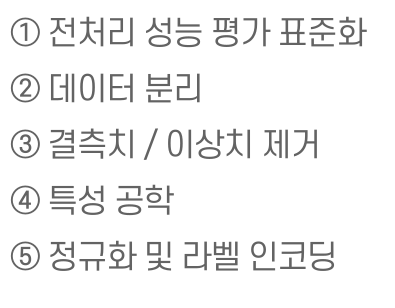 ① 전처리 성능 평가 표준화
② 데이터 분리
③ 결측치 / 이상치 제거
④ 특성 공학
⑤ 정규화 및 라벨 인코딩